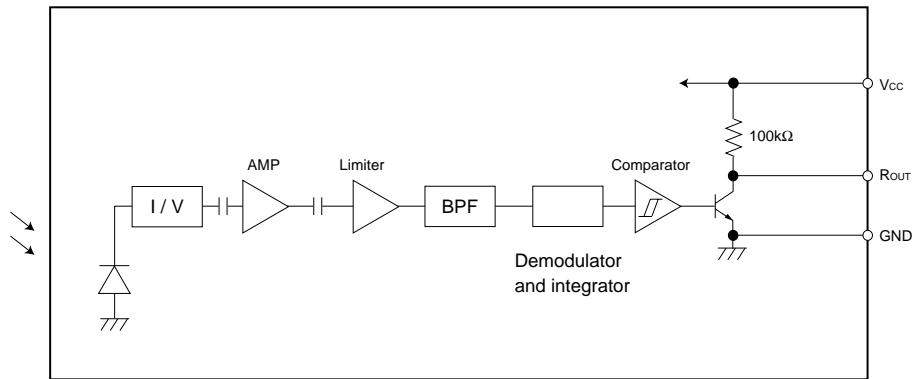 VCC
100kΩ
AMP
Limiter
Comparator
ROUT
I / V
BPF
GND
Demodulator
and integrator